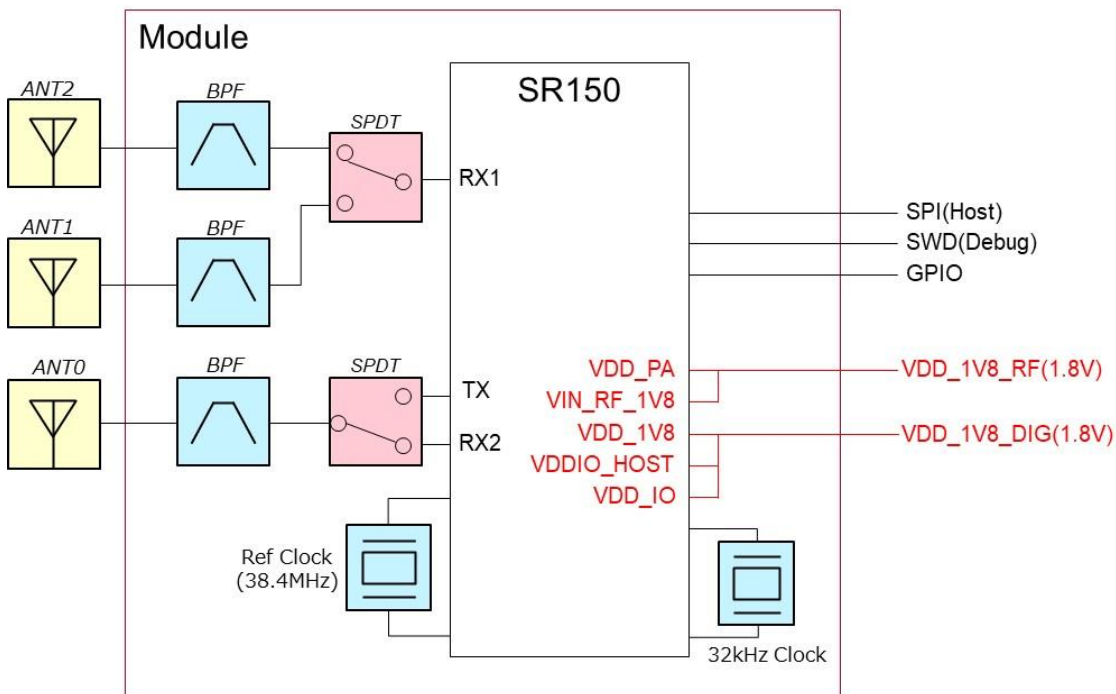 Module
ANT2
BPF
SPDT
SR150
RX1
ANT1
BPF
SPI(Host)
SWD(Debug)
GPIO
ANT0
BPF
SPDT
TX
RX2
VDD_PA
VDD_1V8_RF(1.8V)
VIN_RF_1V8
VDD_1V8
VDD_1V8_DIG(1.8V)
VDDIO_HOST
VDD_IO
Ref Clock
(38.4MHz)
32kHz Clock